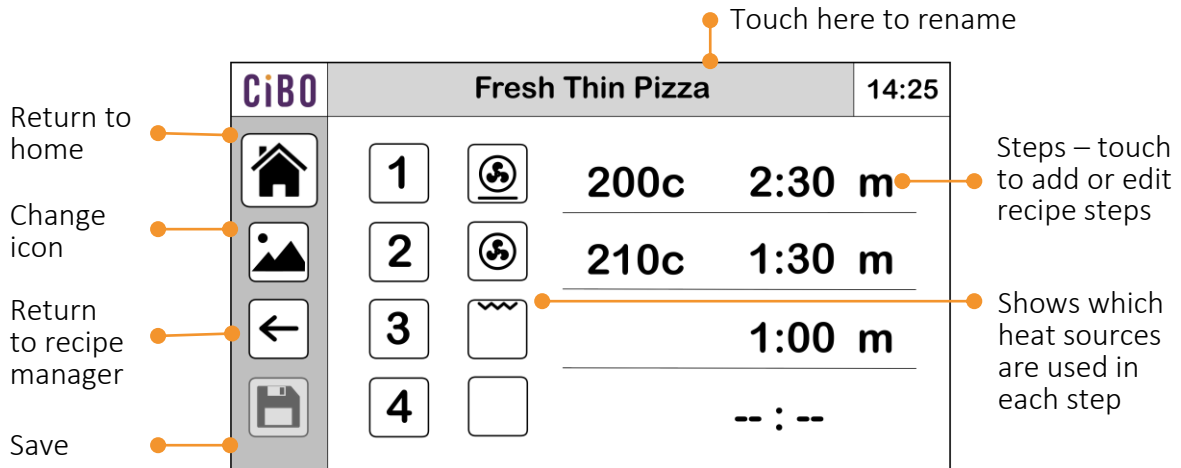 Touch here to rename
CiBO
Fresh Thin Pizza
14:25
Return to
home
Change
icon
Return
to recipe
manager
Save
1
200c 2:30 m
2
210c 1:30 m
3
1:00 m
4
-- : --
Steps – touch
to add or edit
recipe steps
Shows which
heat sources
are used in
each step